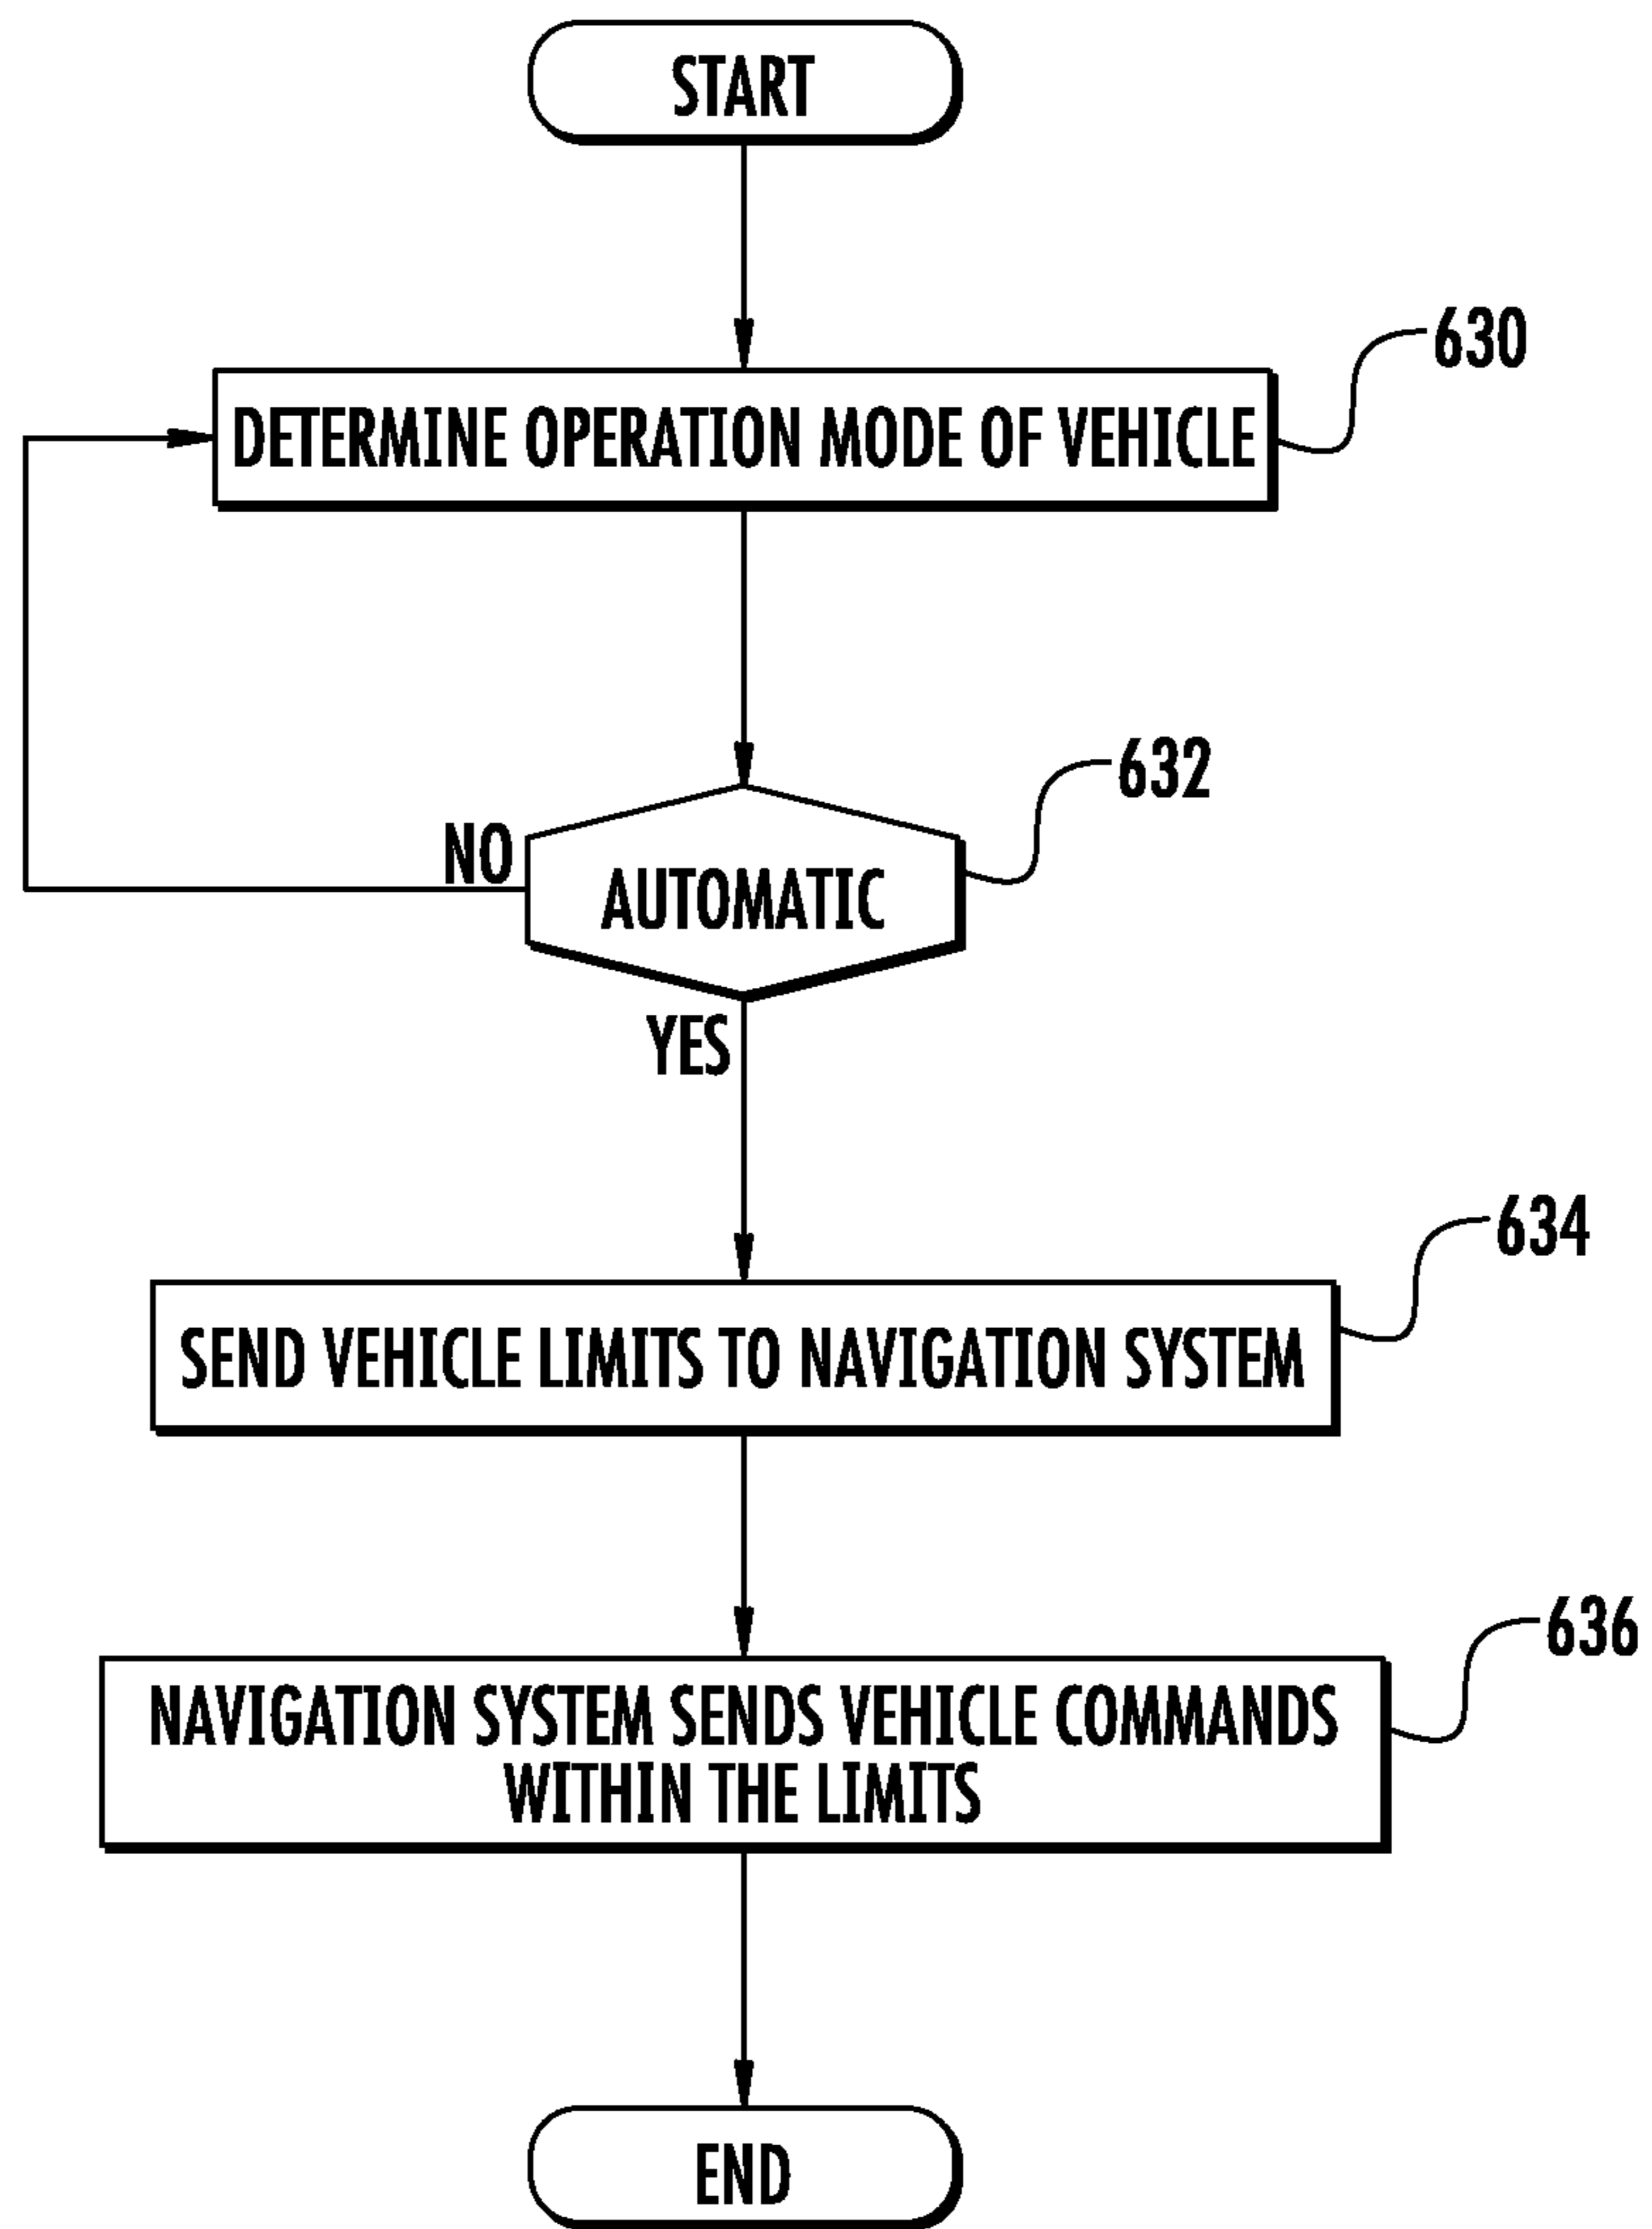 START
630
DETERMINE OPERATION MODE OF VEHICLE
632
NO
AUTOMATIC
YES
634
SEND VEHICLE LIMITS TO NAVIGATION SYSTEM
636
NAVIGATION SYSTEM SENDS VEHICLE COMMANDS
WITHIN THE LIMITS
END